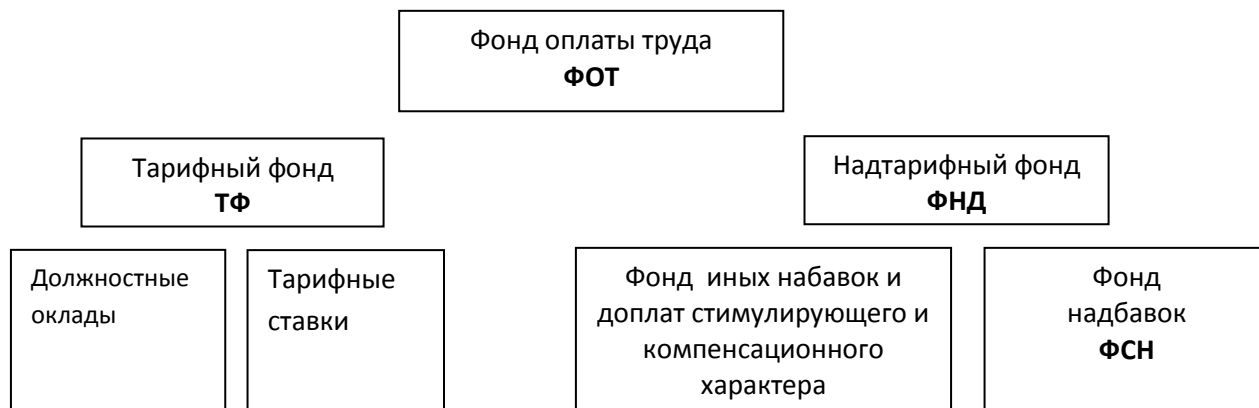 Фонд оплаты труда
ФОТ
Тарифный фонд
ТФ
Надтарифный фонд
ФНД
Должностные
оклады
Тарифные
ставки
Фонд иных набавок и
доплат стимулирующего и
компенсационного
характера
Фонд
надбавок
ФСН